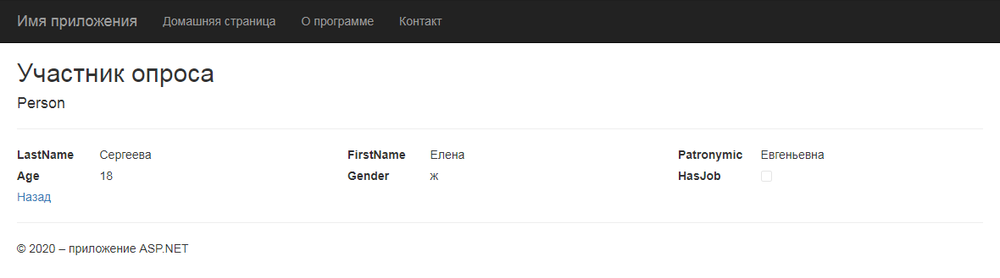 Имя приложения Домашняя страница О программе Контакт
Участник опроса
Person
LastName Сергеева FirstName Елена Patronymic Евгеньевна
Age 18 Gender ж HasJob
Назад
© 2020 – приложение ASP.NET